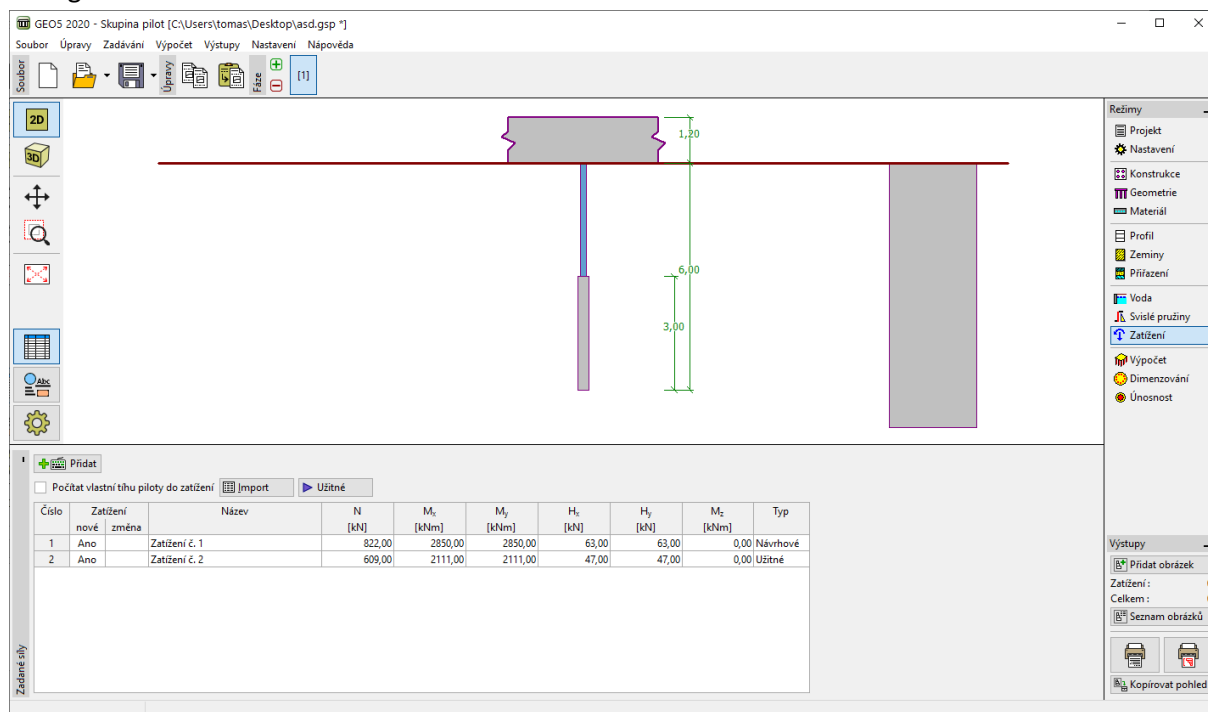 GEO5 2020 - Skupina pilot [C:\Users\tomas\Desktop\asd.gsp *]
Soubor Úpravy Zadávání Výpočet Výstupy Nastavení Nápověda
Soubor
Úpravy
Fáze
[1]
2D
3D
Abc
1,20
6,00
3,00
Režimy
Projekt
Nastavení
Konstrukce
Geometrie
Materiál
Profil
Zeminy
Přiřazení
Voda
Svislé pružiny
Zatížení
Výpočet
Dimenzování
Únosnost
Přidat
Počítat vlastní tíhu piloty do zatížení Import Užitné
Číslo Zatížení Název N Mx My Hx Hy Mz Typ
nové změna [kN] [kNm] [kNm] [kN] [kN] [kNm]
1 Ano Zatížení č. 1 822,00 2850,00 2850,00 63,00 63,00 0,00 Návrhové
2 Ano Zatížení č. 2 609,00 2111,00 2111,00 47,00 47,00 0,00 Užitné
Zadané síly
Výstupy
Přidat obrázek
Zatížení :
Celkem :
Seznam obrázků
Kopírovat pohled